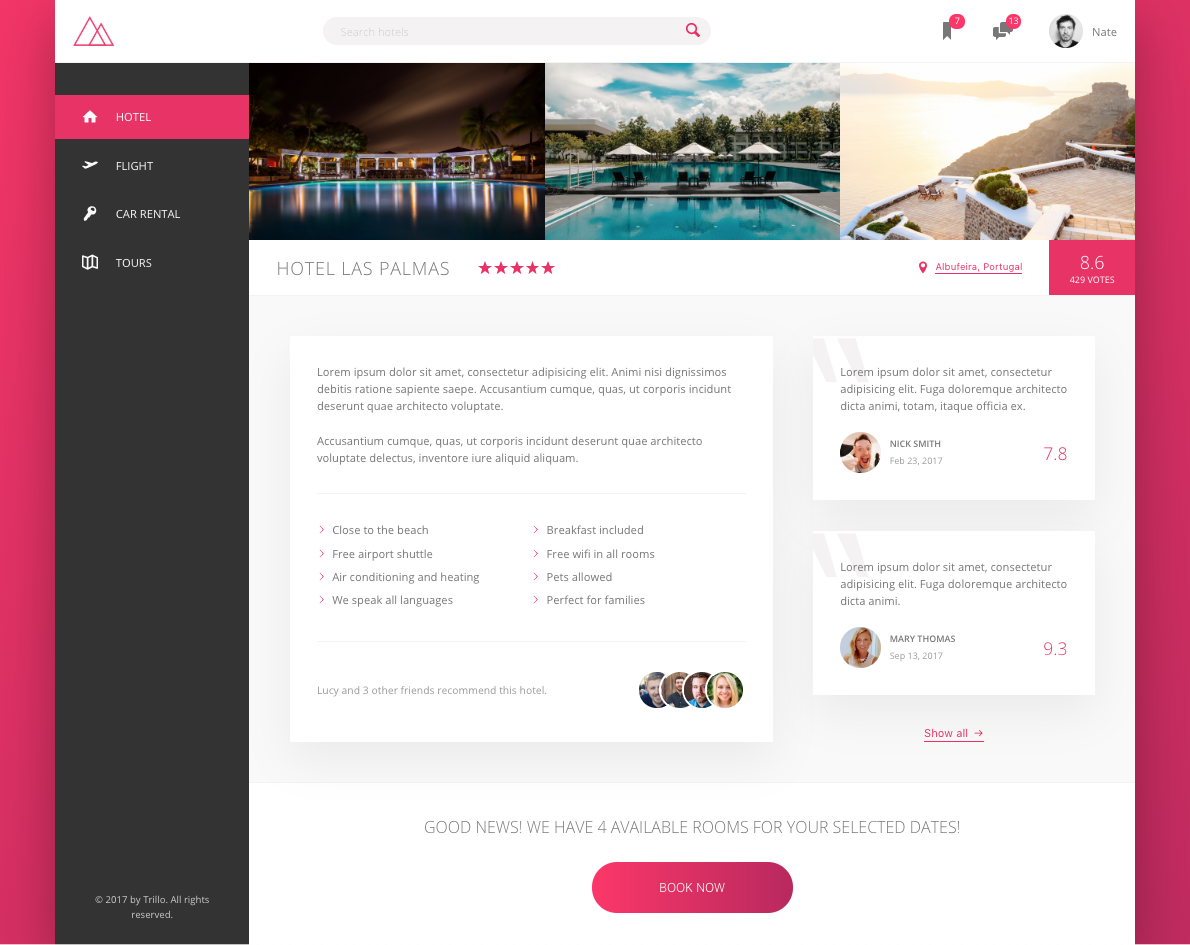 Search hotels
7
13
Nate
HOTEL
FLIGHT
CAR RENTAL
TOURS
© 2017 by Trillo. All rights
reserved.
HOTEL LAS PALMAS
Albufeira, Portugal
8.6
429 VOTES
Lorem ipsum dolor sit amet, consectetur adipisicing elit. Animi nisi dignissimos
debitis ratione sapiente saepe. Accusantium cumque, quas, ut corporis incidunt
deserunt quae architecto voluptate.
Accusantium cumque, quas, ut corporis incidunt deserunt quae architecto
voluptate delectus, inventore iure aliquid aliquam.
Close to the beach
Breakfast included
Free airport shuttle
Free wifi in all rooms
Air conditioning and heating
Pets allowed
We speak all languages
Perfect for families
Lucy and 3 other friends recommend this hotel.
"
Lorem ipsum dolor sit amet, consectetur
adipisicing elit. Fuga doloremque architecto
dicta animi, totam, itaque officia ex.
NICK SMITH
Feb 23, 2017
7.8
"
Lorem ipsum dolor sit amet, consectetur
adipisicing elit. Fuga doloremque architecto
dicta animi.
MARY THOMAS
Sep 13, 2017
9.3
Show all →
GOOD NEWS! WE HAVE 4 AVAILABLE ROOMS FOR YOUR SELECTED DATES!
BOOK NOW